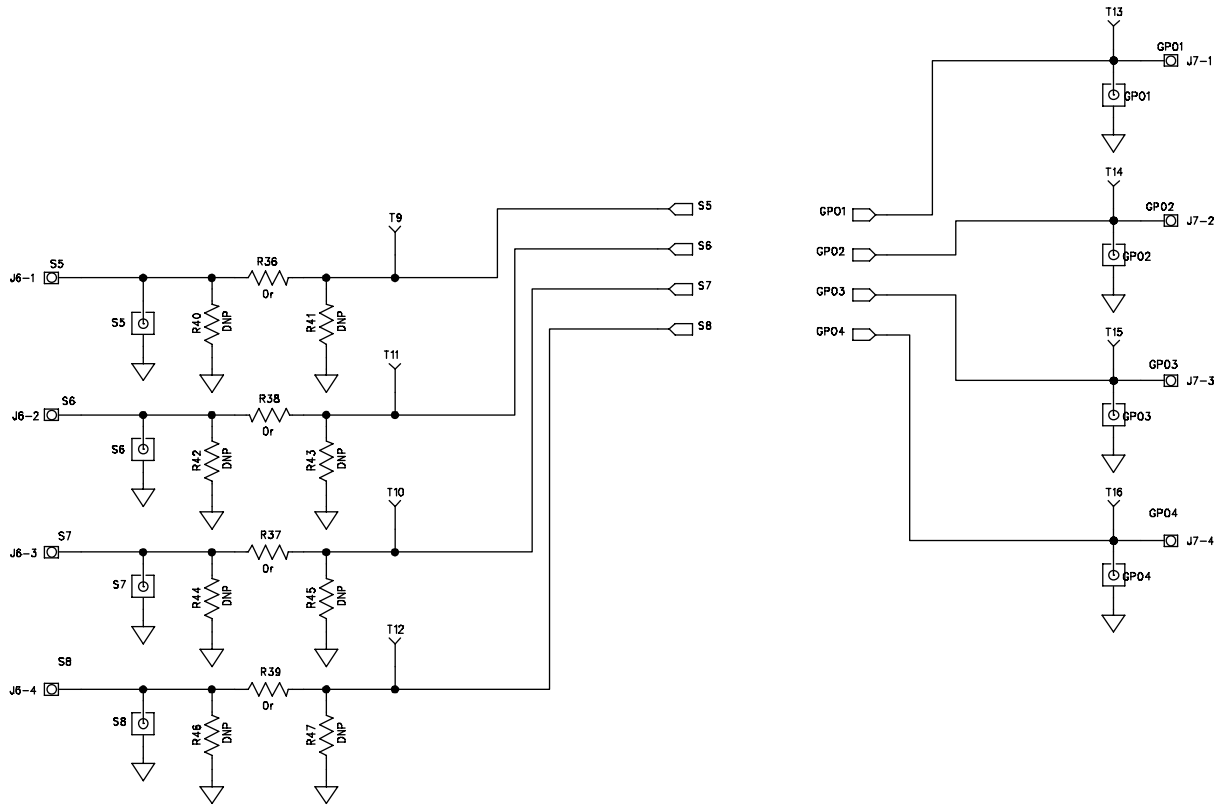 T13
GPO1
J7-1
GPO1
T14
GPO2
J7-2
GPO2
T15
GPO3
J7-3
GPO3
T16
GPO4
J7-4
GPO4
GPO1
GPO2
GPO3
GPO4
S5
S6
S7
S8
T9
S5
J6-1
R36
0r
S5
R40
DNP
R41
DNP
T11
S6
J6-2
R38
0r
S6
R42
DNP
R43
DNP
T10
S7
J6-3
R37
0r
S7
R44
DNP
R45
DNP
T12
S8
J6-4
R39
0r
S8
R46
DNP
R47
DNP